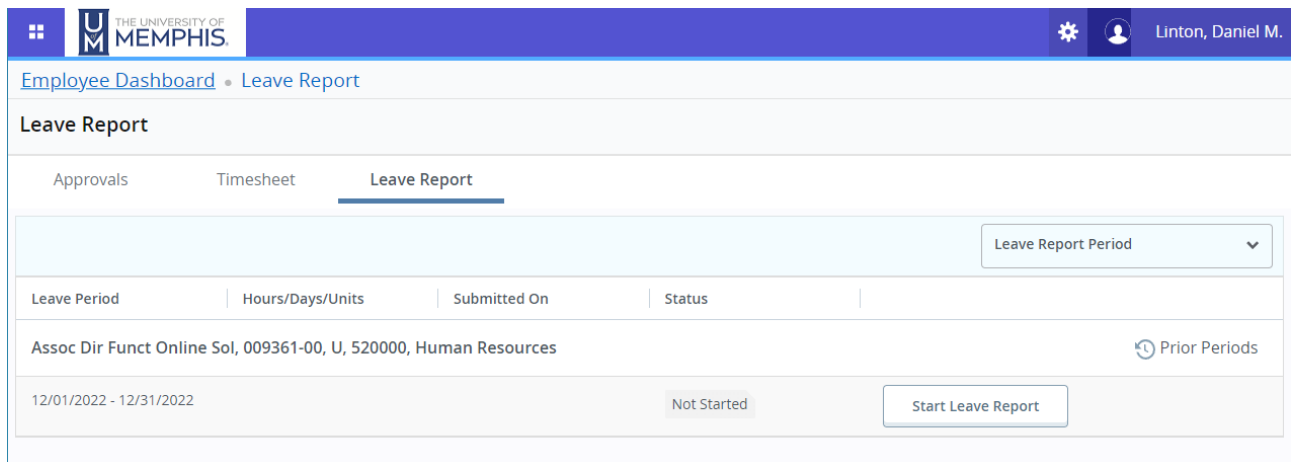 THE UNIVERSITY OF
MEMPHIS.
Linton, Daniel M.
Employee Dashboard • Leave Report
Leave Report
Approvals Timesheet Leave Report
Leave Report Period
Leave Period Hours/Days/Units Submitted On Status
Assoc Dir Funct Online Sol, 009361-00, U, 520000, Human Resources Prior Periods
12/01/2022 - 12/31/2022 Not Started Start Leave Report